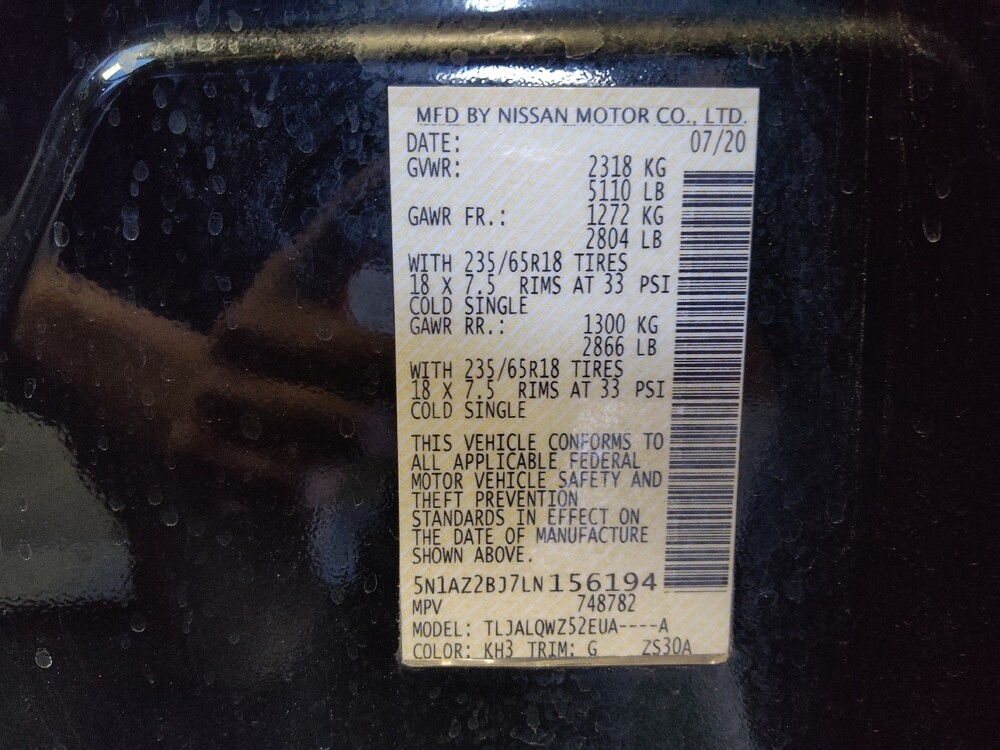 MFD BY NISSAN MOTOR CO., LTD.
DATE: 07/20
GVWR: 2318 KG
5110 LB
GAWR FR.: 1272 KG
2804 LB
WITH 235/65R18 TIRES
18 X 7.5 RIMS AT 33 PSI
COLD SINGLE
GAWR RR.: 1300 KG
2866 LB
WITH 235/65R18 TIRES
18 X 7.5 RIMS AT 33 PSI
COLD SINGLE
THIS VEHICLE CONFORMS TO
ALL APPLICABLE FEDERAL
MOTOR VEHICLE SAFETY AND
THEFT PREVENTION
STANDARDS IN EFFECT ON
THE DATE OF MANUFACTURE
SHOWN ABOVE.
5N1AZ2BJ7LN156194
MPV 748782
MODEL: TLJALQWZ52EUA----A
COLOR: KH3 TRIM: G ZS30A